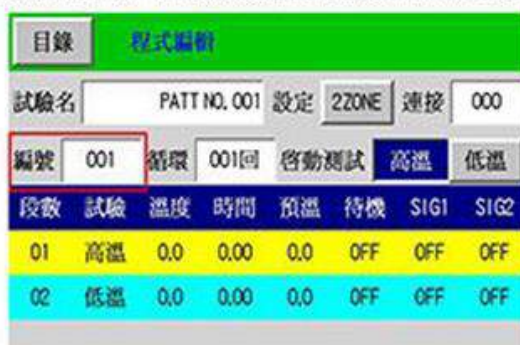 目錄 程式編輯
試驗名 PATT NO. 001 設定 2ZONE 連接 000
編號 001 循環 001回 啓動測試 高溫 低溫
段數 試驗 溫度 時間 預溫 待機 SIG1 SIG2
01 高溫 0.0 0.00 0.0 OFF OFF OFF
02 低溫 0.0 0.00 0.0 OFF OFF OFF